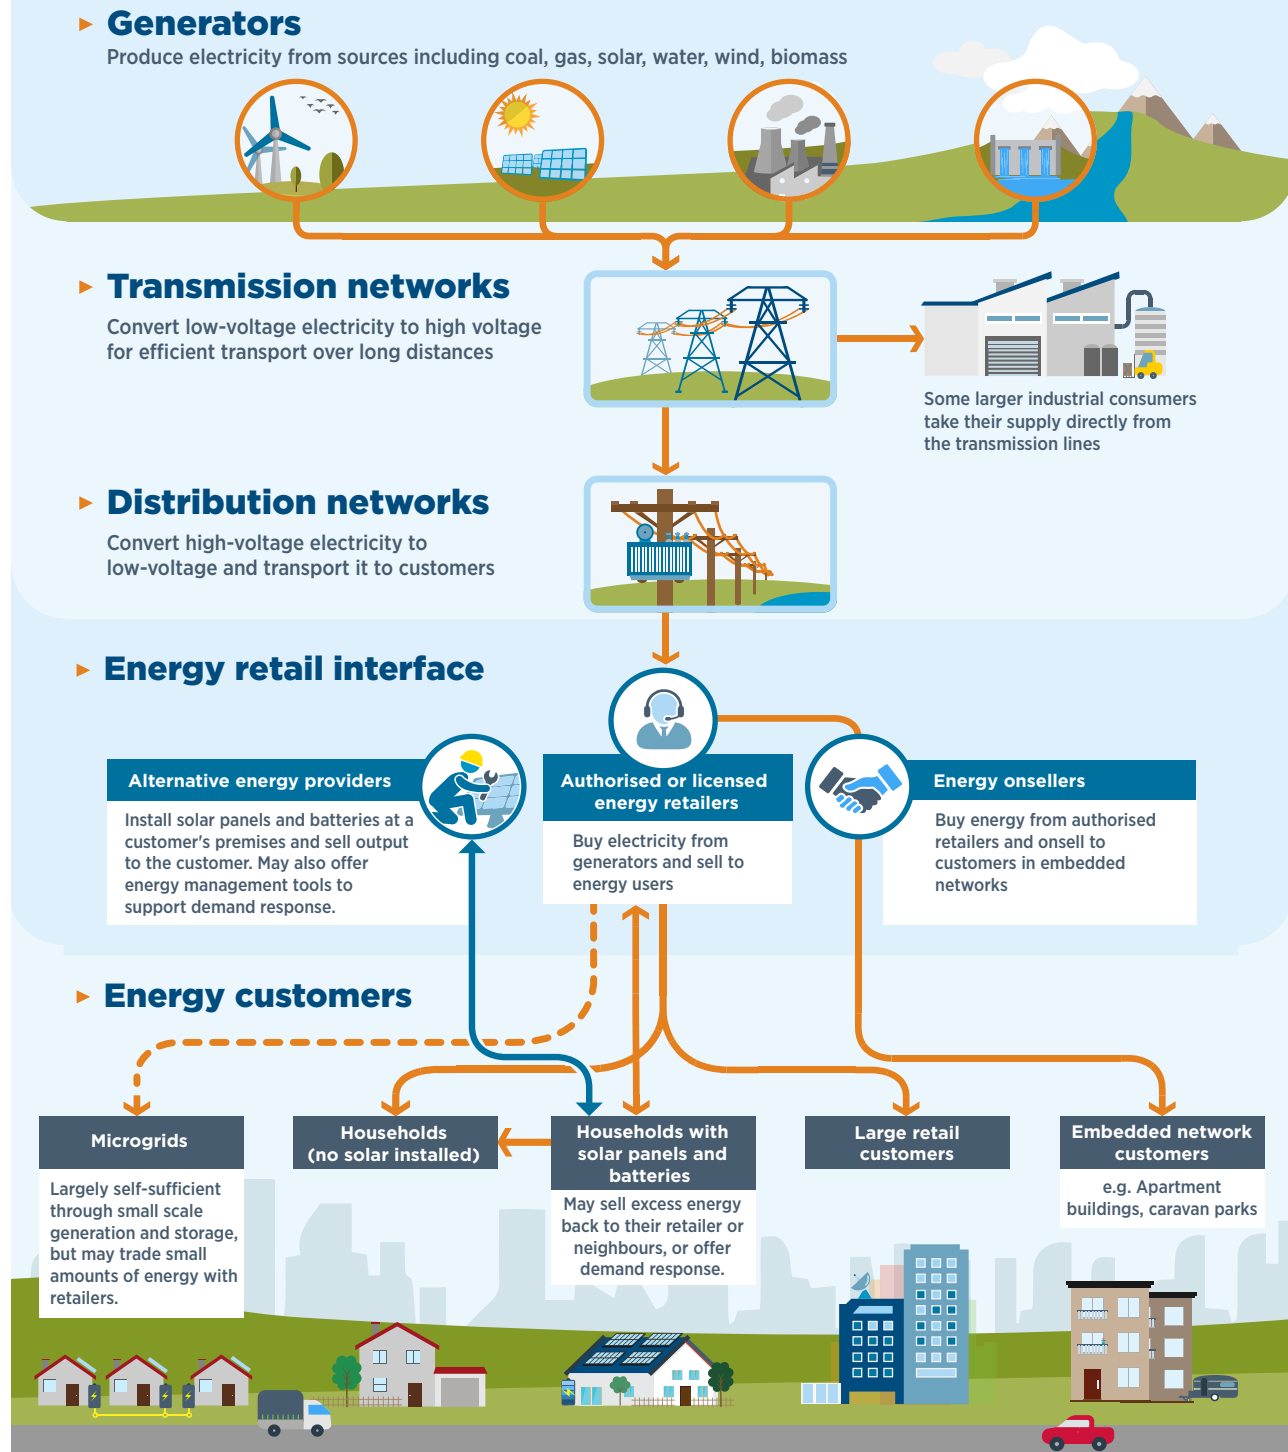 Generators
Produce electricity from sources including coal, gas, solar, water, wind, biomass
Transmission networks
Convert low-voltage electricity to high voltage
for efficient transport over long distances
Some larger industrial consumers
take their supply directly from
the transmission lines
Distribution networks
Convert high-voltage electricity to
low-voltage and transport it to customers
Energy retail interface
Alternative energy providers
Install solar panels and batteries at a
customer's premises and sell output
to the customer. May also offer
energy management tools to
support demand response.
Authorised or licensed
energy retailers
Buy electricity from
generators and sell to
energy users
Energy onsellers
Buy energy from authorised
retailers and onsell to
customers in embedded
networks
Energy customers
Microgrids
Largely self-sufficient
through small scale
generation and storage,
but may trade small
amounts of energy with
retailers.
Households
(no solar installed)
Households with
solar panels and
batteries
May sell excess energy
back to their retailer or
neighbours, or offer
demand response.
Large retail
customers
Embedded network
customers
e.g. Apartment
buildings, caravan parks